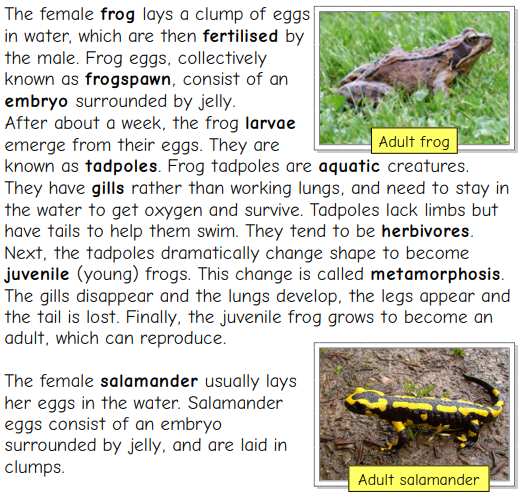 The female frog lays a clump of eggs
in water, which are then fertilised by
the male. Frog eggs, collectively
known as frogspawn, consist of an
embryo surrounded by jelly.
After about a week, the frog larvae
emerge from their eggs. They are
known as tadpoles. Frog tadpoles are aquatic creatures.
They have gills rather than working lungs, and need to stay in
the water to get oxygen and survive. Tadpoles lack limbs but
have tails to help them swim. They tend to be herbivores.
Next, the tadpoles dramatically change shape to become
juvenile (young) frogs. This change is called metamorphosis.
The gills disappear and the lungs develop, the legs appear and
the tail is lost. Finally, the juvenile frog grows to become an
adult, which can reproduce.
Adult frog
The female salamander usually lays
her eggs in the water. Salamander
eggs consist of an embryo
surrounded by jelly, and are laid in
clumps.
Adult salamander